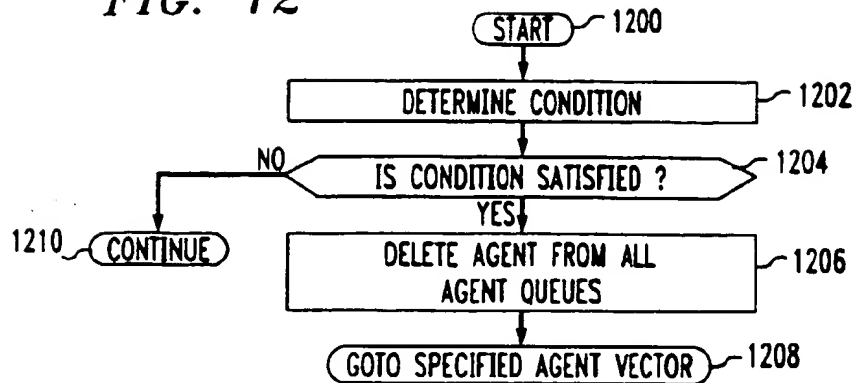 FIG. 12
START 1200
DETERMINE CONDITION 1202
NO IS CONDITION SATISFIED ? 1204
YES
1210 CONTINUE
DELETE AGENT FROM ALL 1206
AGENT QUEUES
GOTO SPECIFIED AGENT VECTOR 1208